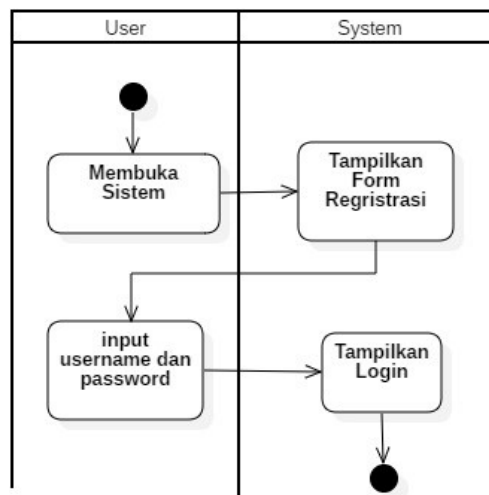 User
System
Membuka
Sistem
Tampilkan
Form
Regristrasi
input
username dan
password
Tampilkan
Login